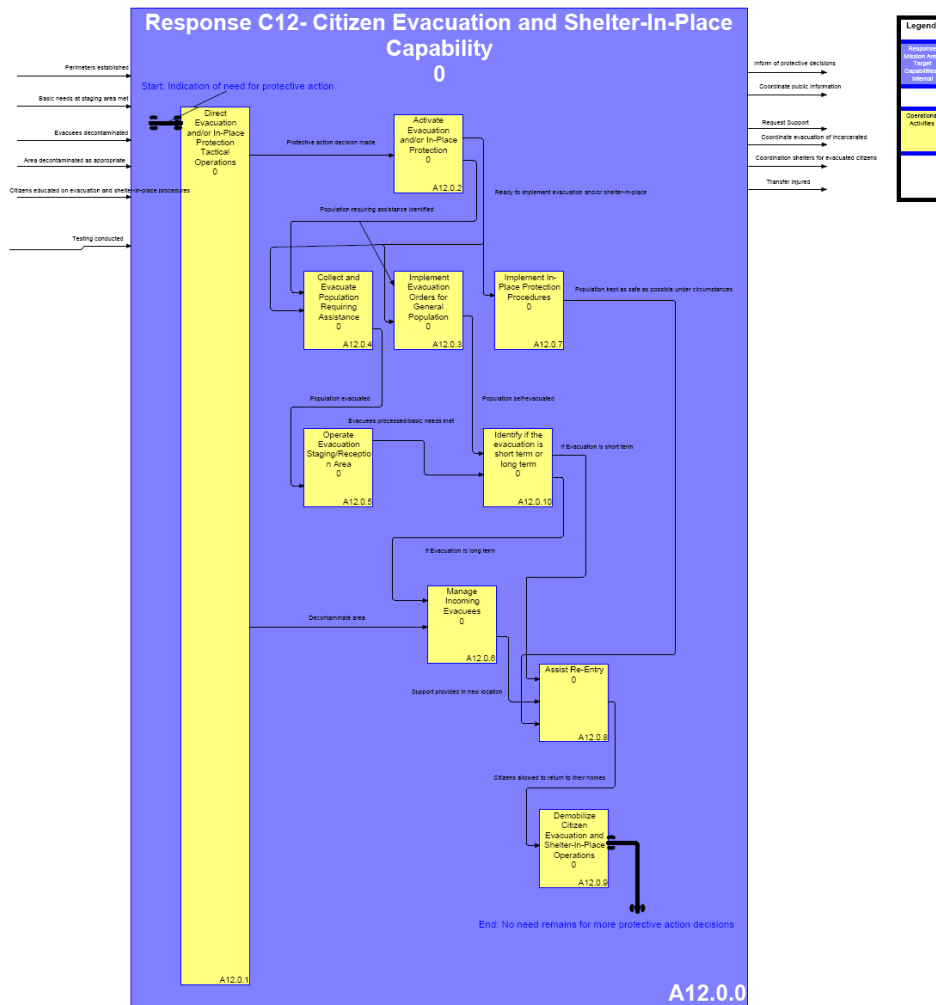 Response C12- Citizen Evacuation and Shelter-In-Place
Capability
0
Legend
Response
Mission Area
Target
Capabilities
Internal
Operational
Activities
Perimeters established
Basic needs at staging area met
Evacuees decontaminated
Area decontaminated as appropriate
Citizens educated on evacuation and shelter-in-place procedures
Testing conducted
Inform of protective decisions
Coordinate public information
Request Support
Coordinate evacuation of incarcerated
Coordination shelters for evacuated citizens
Transfer Injured
Start: Indication of need for protective action
Direct
Evacuation
and/or In-Place
Protection
Tactical
Operations
0
A12.0.1
Protective action decision made
Activate
Evacuation
and/or In-Place
Protection
0
A12.0.2
Ready to implement evacuation and/or shelter-in-place
Population requiring assistance identified
Collect and
Evacuate
Population
Requiring
Assistance
0
A12.0.4
Implement
Evacuation
Orders for
General
Population
0
A12.0.3
Implement In-
Place Protection
Procedures
0
A12.0.7
Population kept as safe as possible under circumstances
Population evacuated
Population self-evacuated
Evacuees processed/basic needs met
Operate
Evacuation
Staging/Receptio
n Area
0
A12.0.5
Identify if the
evacuation is
short term or
long term
0
A12.0.10
If Evacuation is short term
If Evacuation is long term
Manage
Incoming
Evacuees
0
A12.0.6
Decontaminate area
Support provided in new location
Assist Re-Entry
0
A12.0.8
Citizens allowed to return to their homes
Demobilize
Citizen
Evacuation and
Shelter-In-Place
Operations
0
A12.0.9
End: No need remains for more protective action decisions
A12.0.0